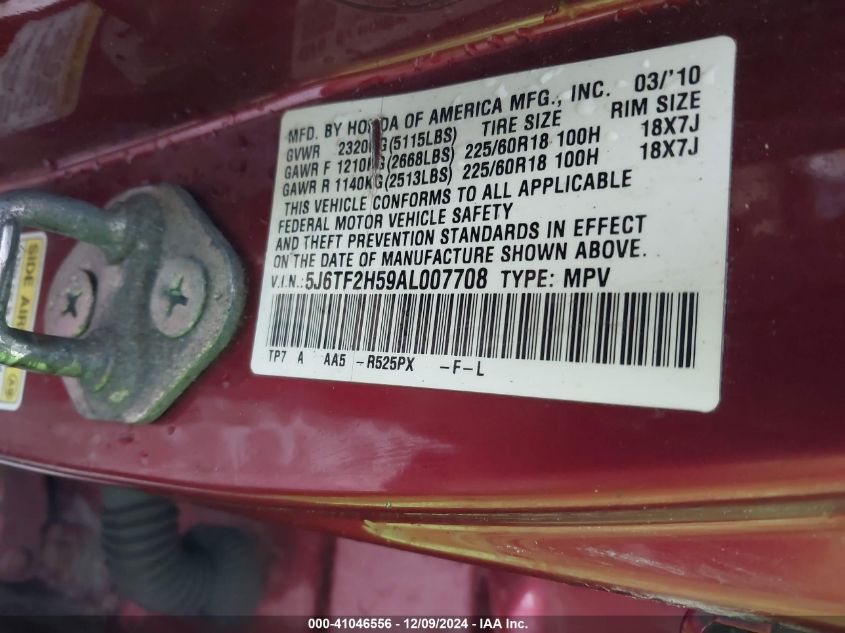 MFD. BY HONDA OF AMERICA MFG., INC. 03/'10
GVWR 2320KG(5115LBS) TIRE SIZE RIM SIZE
GAWR F 1210KG(2668LBS) 225/60R18 100H 18X7J
GAWR R 1140KG(2513LBS) 225/60R18 100H 18X7J
THIS VEHICLE CONFORMS TO ALL APPLICABLE
FEDERAL MOTOR VEHICLE SAFETY
AND THEFT PREVENTION STANDARDS IN EFFECT
ON THE DATE OF MANUFACTURE SHOWN ABOVE.
V.I.N.:5J6TF2H59AL007708 TYPE: MPV
TP7 A AA5 -R525PX -F-L
SIDE AIR
000-41046556 - 12/09/2024 - IAA Inc.